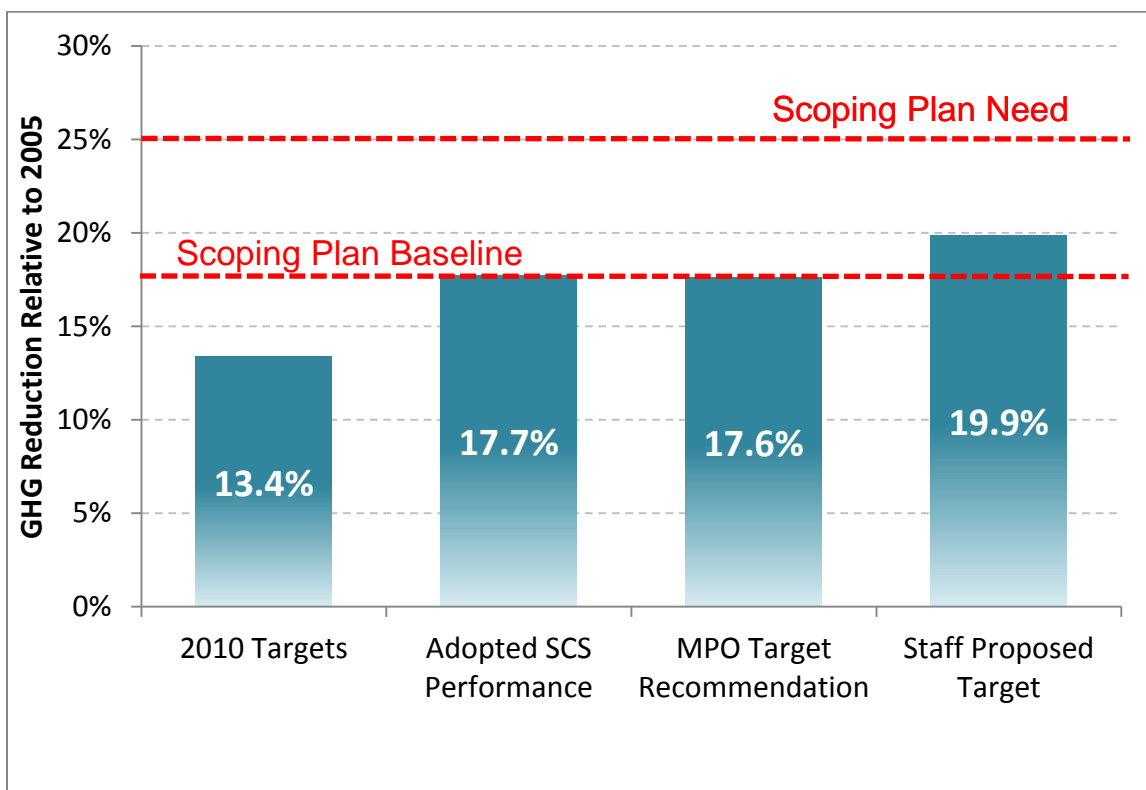 GHG Reduction Relative to 2005
30%
25%
20%
15%
10%
5%
0%
Scoping Plan Need
Scoping Plan Baseline
13.4%
17.7%
17.6%
19.9%
2010 Targets
Adopted SCS
Performance
MPO Target
Recommendation
Staff Proposed
Target